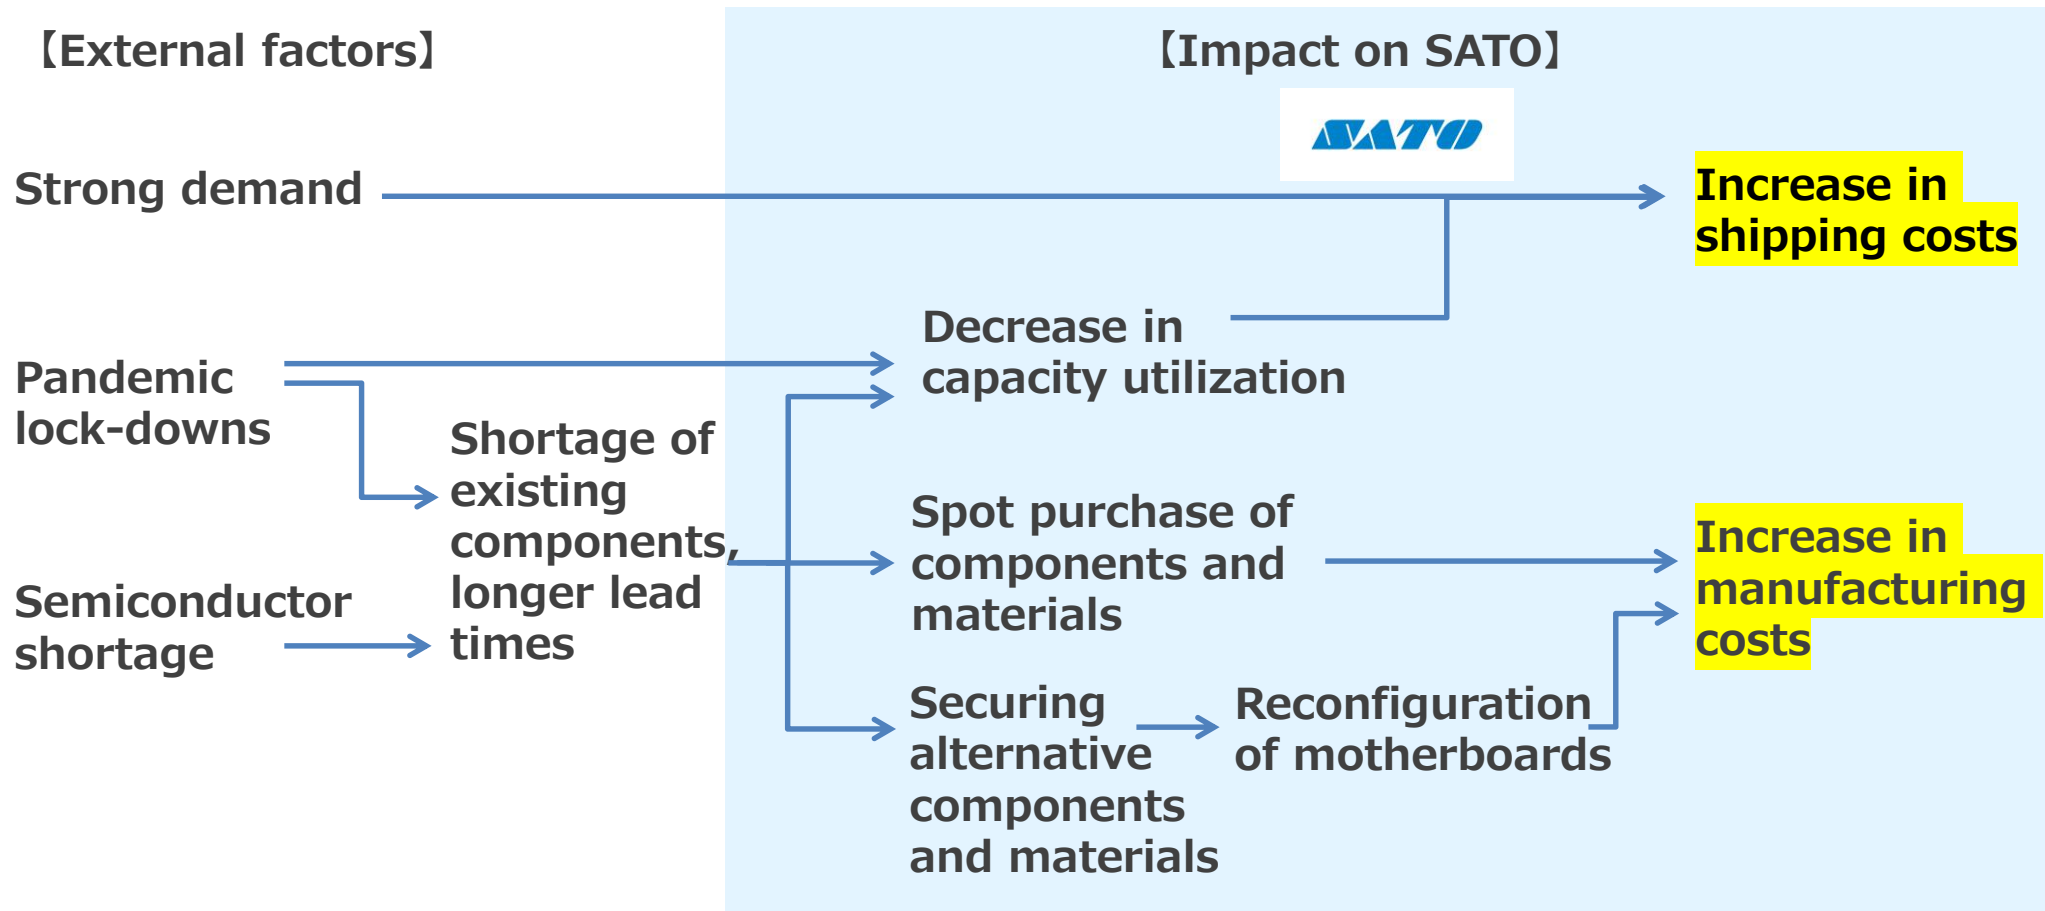 【External factors】
【Impact on SATO】
SATO
Strong demand
Increase in
shipping costs
Decrease in
capacity utilization
Pandemic
lock-downs
Shortage of
existing
components,
longer lead
times
Spot purchase of
components and
materials
Increase in
manufacturing
costs
Semiconductor
shortage
Securing
alternative
components
and materials
Reconfiguration
of motherboards